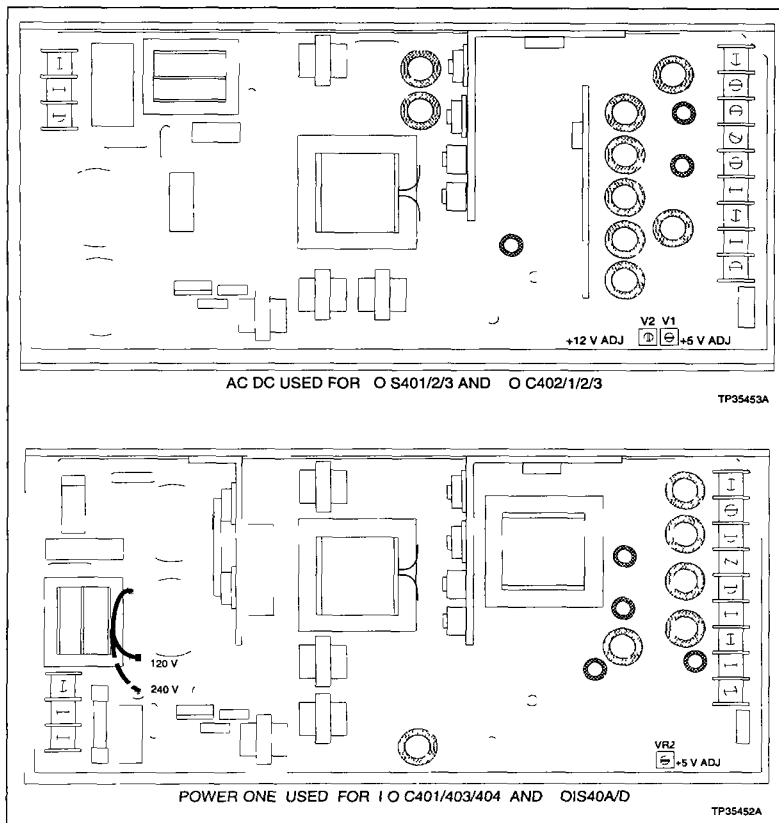 V2 V1
+12 V ADJ +5 V ADJ
AC DC USED FOR O S401/2/3 AND O C402/1/2/3
TP35453A
120 V
240 V
VR2
+5 V ADJ
POWER ONE USED FOR I O C401/403/404 AND OIS40A/D
TP35452A